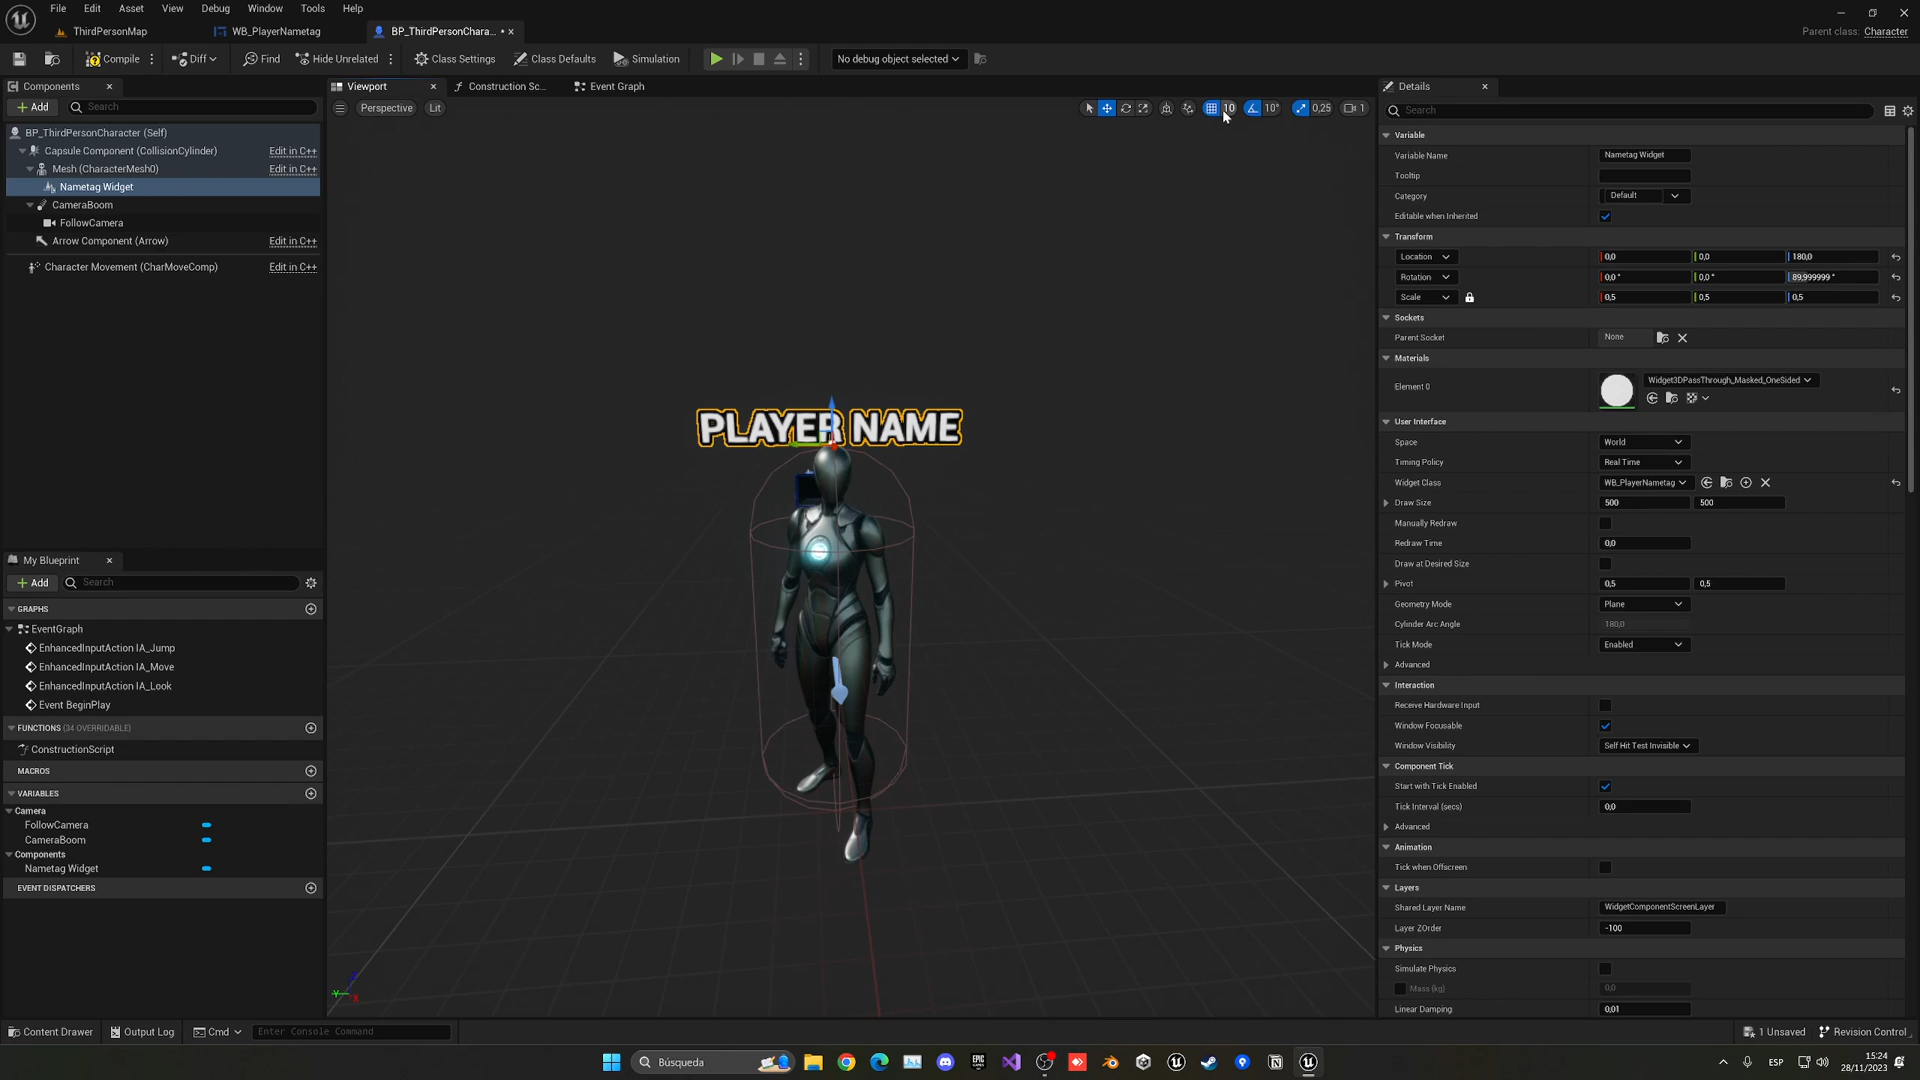 File Edit Asset View Debug Window Tools Help
ThirdPersonMap WB_PlayerNametag BP_ThirdPersonChara... •
Parent class: Character
Compile Diff Find Hide Unrelated Class Settings Class Defaults Simulation No debug object selected
Components
Add Search
BP_ThirdPersonCharacter (Self)
Capsule Component (CollisionCylinder) Edit in C++
Mesh (CharacterMesh0) Edit in C++
Nametag Widget
CameraBoom
FollowCamera
Arrow Component (Arrow) Edit in C++
Character Movement (CharMoveComp) Edit in C++
My Blueprint
Add Search
GRAPHS
EventGraph
EnhancedInputAction IA_Jump
EnhancedInputAction IA_Move
EnhancedInputAction IA_Look
Event BeginPlay
FUNCTIONS (34 OVERRIDABLE)
ConstructionScript
MACROS
VARIABLES
Camera
FollowCamera
CameraBoom
Components
Nametag Widget
EVENT DISPATCHERS
Viewport Construction Sc... Event Graph
Perspective Lit 10 10° 0,25 1
PLAYER NAME
Y X
Details
Search
Variable
Variable Name Nametag Widget
Tooltip
Category Default
Editable when Inherited
Transform
Location 0,0 0,0 180,0
Rotation 0,0 ° 0,0 ° 89,999999 °
Scale 0,5 0,5 0,5
Sockets
Parent Socket None
Materials
Element 0 Widget3DPassThrough_Masked_OneSided
User Interface
Space World
Timing Policy Real Time
Widget Class WB_PlayerNametag
Draw Size 500 500
Manually Redraw
Redraw Time 0,0
Draw at Desired Size
Pivot 0,5 0,5
Geometry Mode Plane
Cylinder Arc Angle 180,0
Tick Mode Enabled
Advanced
Interaction
Receive Hardware Input
Window Focusable
Window Visibility Self Hit Test Invisible
Component Tick
Start with Tick Enabled
Tick Interval (secs) 0,0
Advanced
Animation
Tick when Offscreen
Layers
Shared Layer Name WidgetComponentScreenLayer
Layer ZOrder -100
Physics
Simulate Physics
Mass (kg) 0,0
Linear Damping 0,01
Content Drawer Output Log Cmd Enter Console Command 1 Unsaved Revision Control
Búsqueda EPIC ESP 15:24
28/11/2023